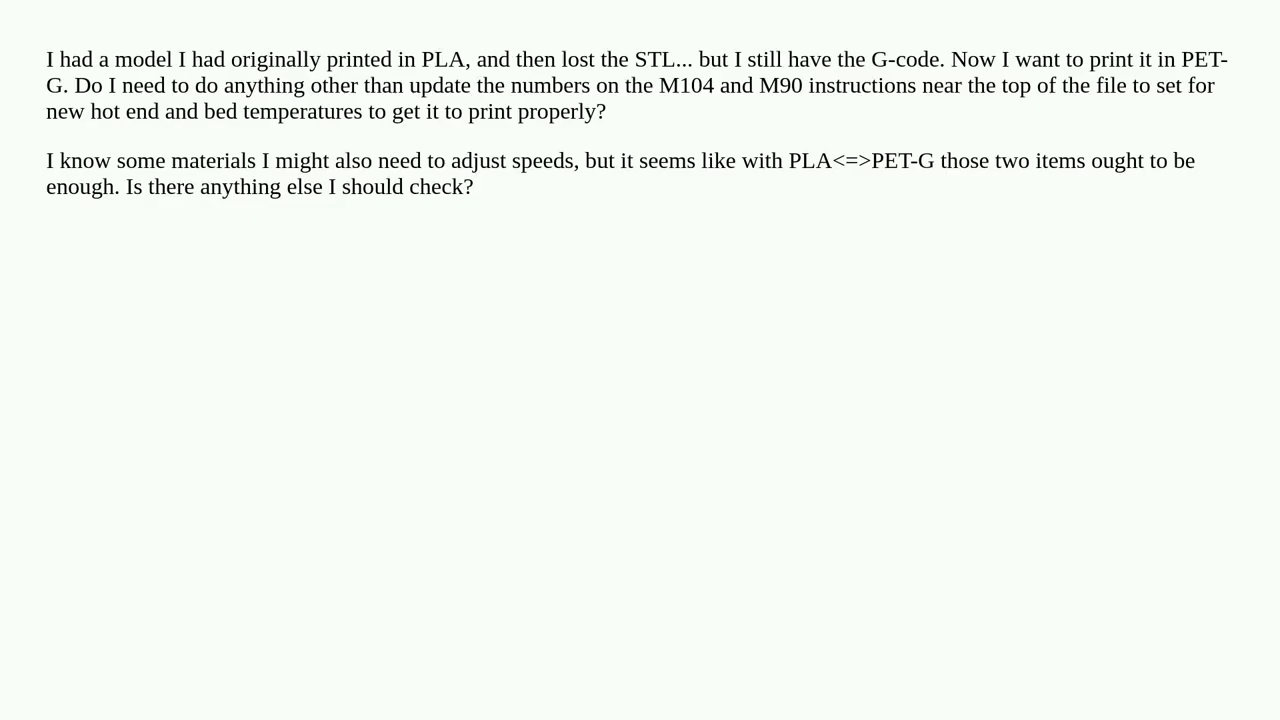 I had a model I had originally printed in PLA, and then lost the STL... but I still have the G-code. Now I want to print it in PET-
G. Do I need to do anything other than update the numbers on the M104 and M90 instructions near the top of the file to set for
new hot end and bed temperatures to get it to print properly?
I know some materials I might also need to adjust speeds, but it seems like with PLA<=>PET-G those two items ought to be
enough. Is there anything else I should check?